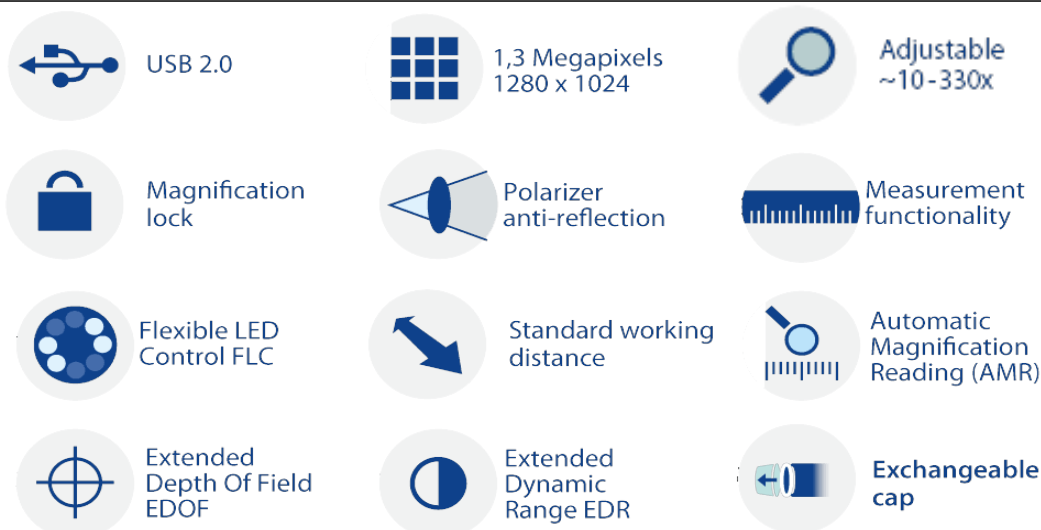 USB 2.0
1,3 Megapixels
1280 x 1024
Adjustable
~10-330x
Magnification
lock
Polarizer
anti-reflection
Measurement
functionality
Flexible LED
Control FLC
Standard working
distance
Automatic
Magnification
Reading (AMR)
Extended
Depth Of Field
EDOF
Extended
Dynamic
Range EDR
Exchangeable
cap